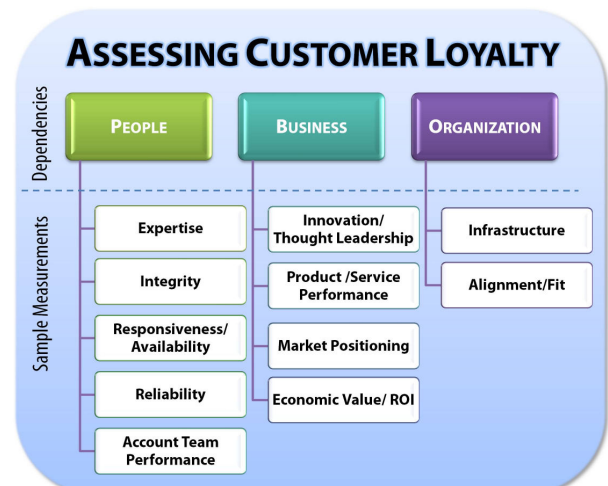 ASSESSING CUSTOMER LOYALTY
Dependencies
PEOPLE
BUSINESS
ORGANIZATION
Sample Measurements
Expertise
Integrity
Responsiveness/
Availability
Reliability
Account Team
Performance
Innovation/
Thought Leadership
Product /Service
Performance
Market Positioning
Economic Value/ ROI
Infrastructure
Alignment/Fit